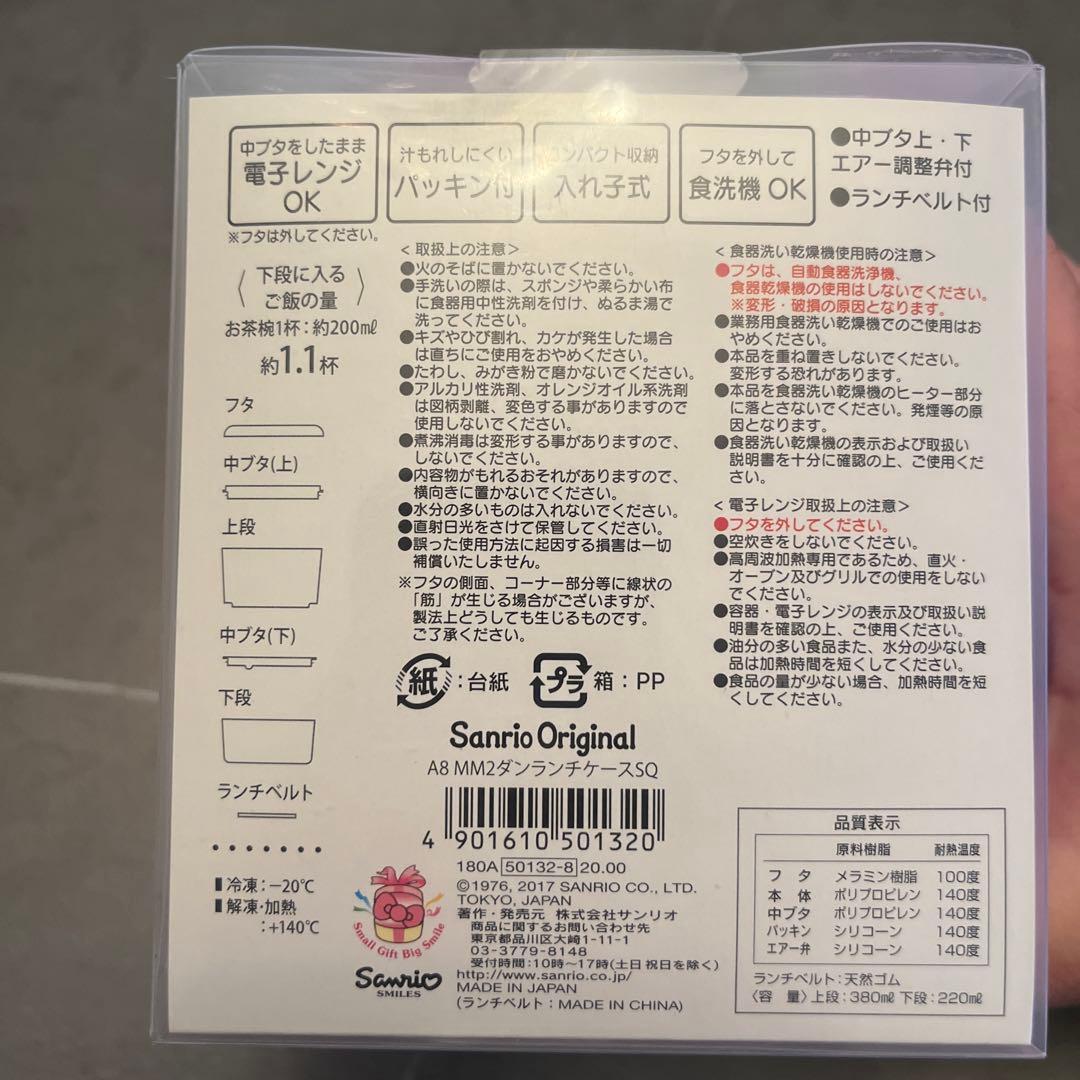 中ブタをしたまま
電子レンジ
OK
※フタは外してください。
汁もれしにくい
パッキン付
コンパクト収納
入れ子式
フタを外して
食洗機 OK
●中ブタ上・下
エアー調整弁付
●ランチベルト付
下段に入る
ご飯の量
お茶碗1杯：約200㎖
約1.1杯
フタ
中ブタ(上)
上段
中ブタ(下)
下段
ランチベルト
▮冷凍：−20℃
▮解凍・加熱
：+140℃
＜取扱上の注意＞
●火のそばに置かないでください。
●手洗いの際は、スポンジや柔らかい布
に食器用中性洗剤を付け、ぬるま湯で
洗ってください。
●キズやひび割れ、カケが発生した場合
は直ちにご使用をおやめください。
●たわし、みがき粉で磨かないでください。
●アルカリ性洗剤、オレンジオイル系洗剤
は図柄剥離、変色する事がありますので
使用しないでください。
●煮沸消毒は変形する事がありますので、
しないでください。
●内容物がもれるおそれがありますので、
横向きに置かないでください。
●水分の多いものは入れないでください。
●直射日光をさけて保管してください。
●誤った使用方法に起因する損害は一切
補償いたしません。
※フタの側面、コーナー部分等に線状の
「筋」が生じる場合がございますが、
製法上どうしても生じるものです。
ご了承ください。
紙：台紙
プラ 箱：PP
Sanrio Original
A8 MM2ダンランチケースSQ
4 901610 501320
180A 50132-8 20.00
©1976, 2017 SANRIO CO., LTD.
TOKYO, JAPAN
著作・発売元 株式会社サンリオ
商品に関するお問い合わせ先
東京都品川区大崎1-11-1
03-3779-8148
受付時間：10時〜17時(土日祝日を除く)
http://www.sanrio.co.jp/
MADE IN JAPAN
(ランチベルト：MADE IN CHINA)
Small Gift Big Smile
Sanrio
SMILES
＜食器洗い乾燥機使用時の注意＞
●フタは、自動食器洗浄機、
食器乾燥機の使用はしないでください。
※変形・破損の原因となります。
●業務用食器洗い乾燥機でのご使用はお
やめください。
●本品を重ね置きしないでください。
変形する恐れがあります。
●本品を食器洗い乾燥機のヒーター部分
に落とさないでください。発煙等の原
因となります。
●食器洗い乾燥機の表示および取扱い
説明書を十分に確認の上、ご使用くだ
さい。
＜電子レンジ取扱上の注意＞
●フタを外してください。
●空炊きをしないでください。
●高周波加熱専用であるため、直火・
オーブン及びグリルでの使用をしない
でください。
●容器・電子レンジの表示及び取扱い説
明書を確認の上、ご使用ください。
●油分の多い食品また、水分の少ない食
品は加熱時間を短くしてください。
●食品の量が少ない場合、加熱時間を短
くしてください。
品質表示
原料樹脂 耐熱温度
フタ メラミン樹脂 100度
本体 ポリプロピレン 140度
中ブタ ポリプロピレン 140度
パッキン シリコーン 140度
エアー弁 シリコーン 140度
ランチベルト：天然ゴム
〈容 量〉上段：380㎖ 下段：220㎖